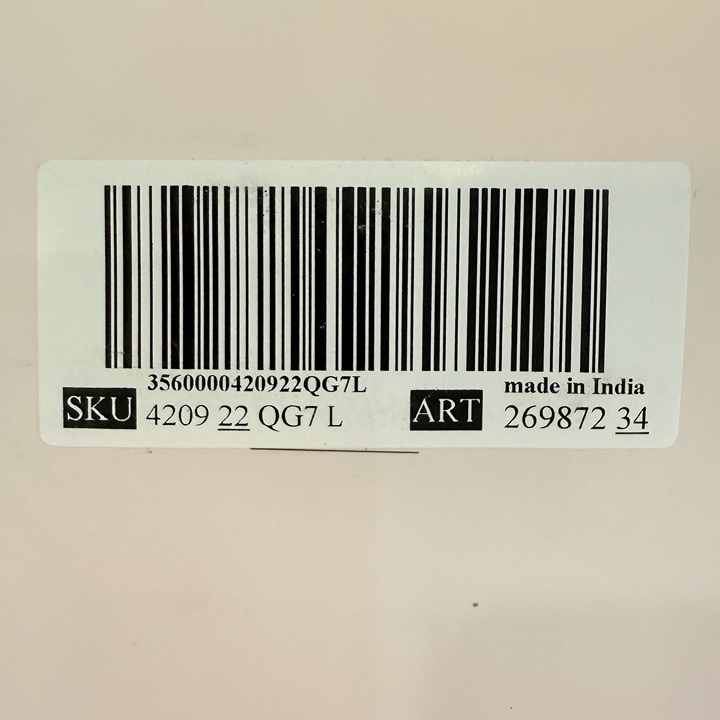 3560000420922QG7L
made in India
SKU 4209 22 QG7 L
ART 269872 34